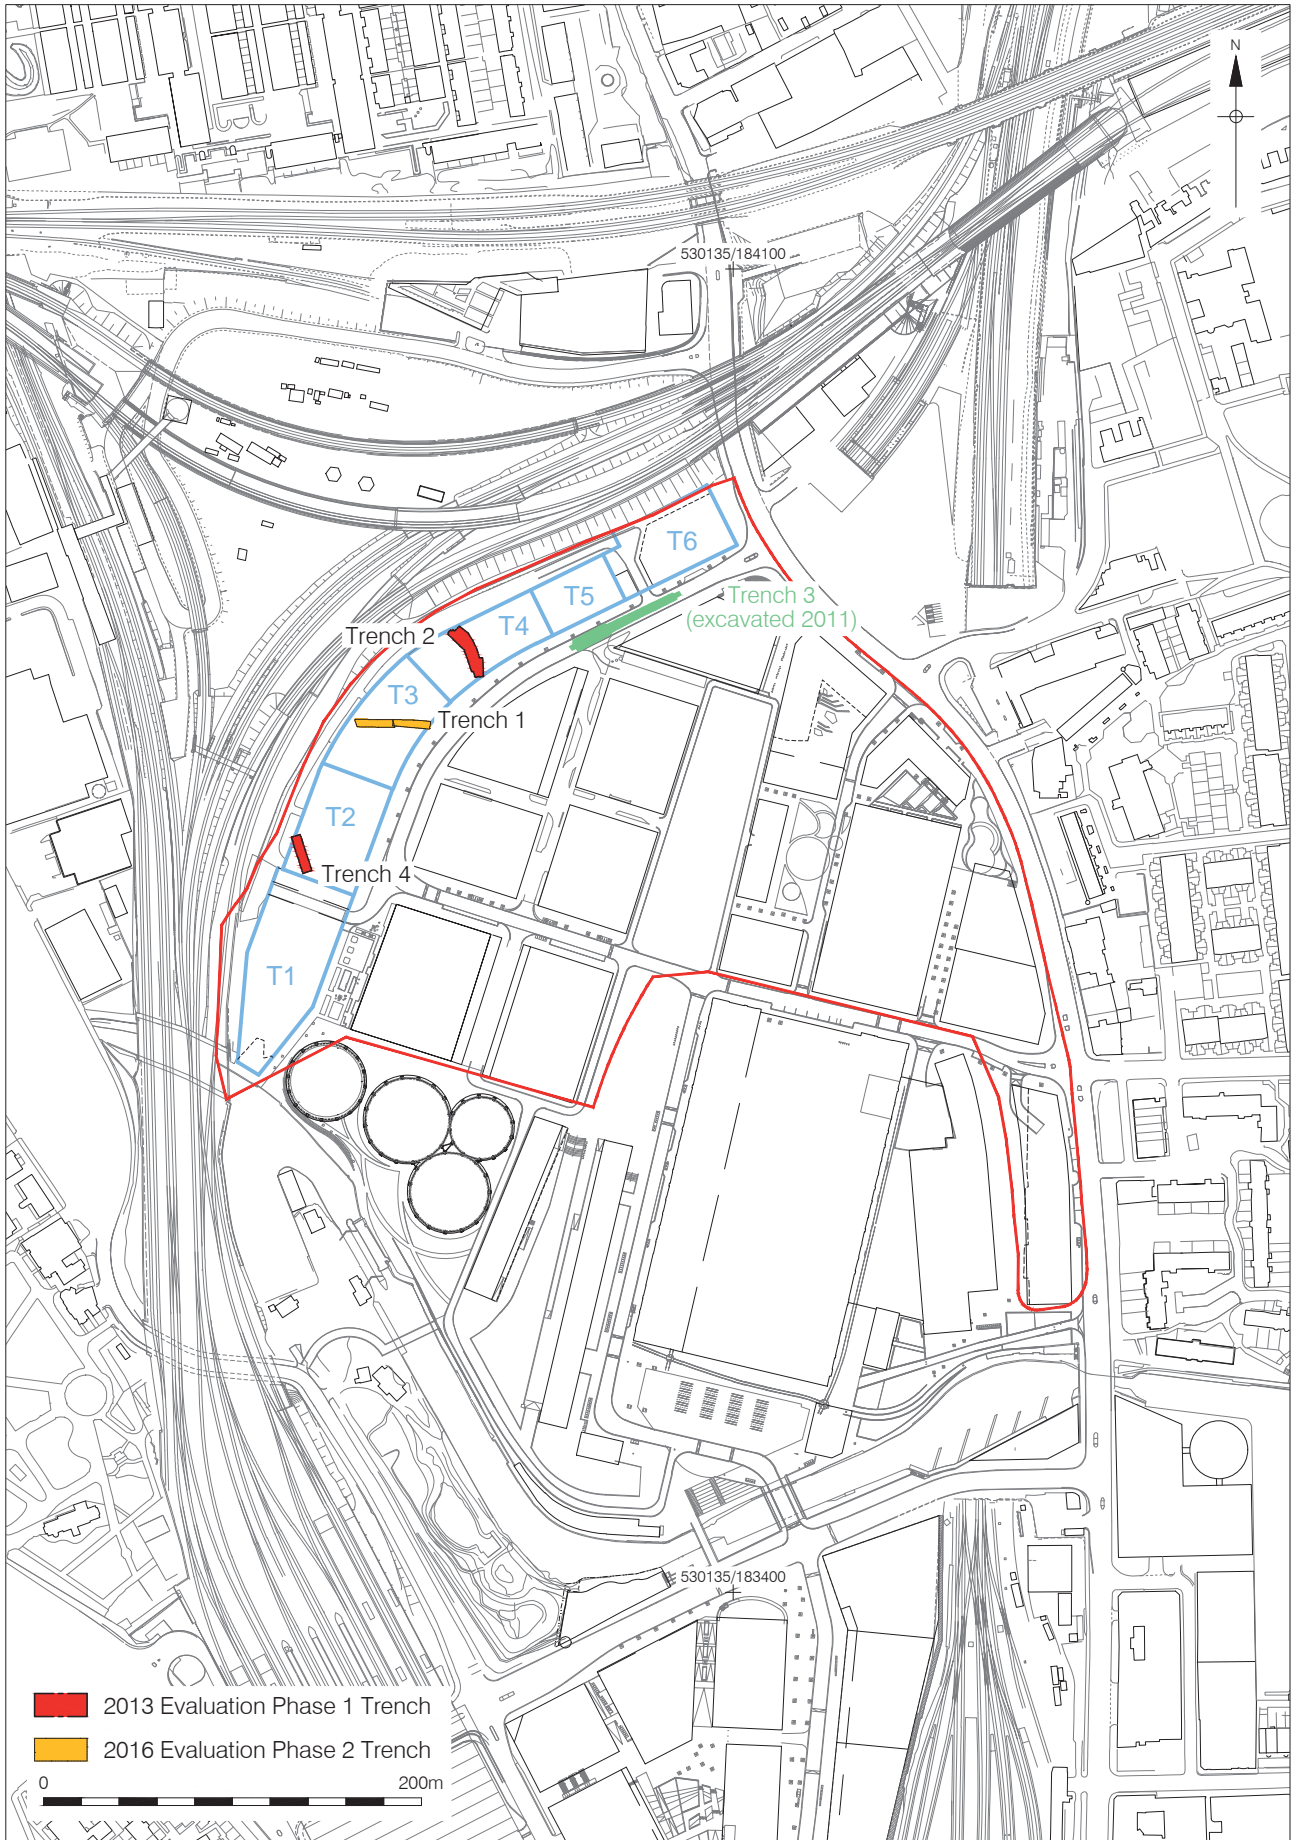 N
530135/184100
T6
T5
Trench 3
(excavated 2011)
T4
Trench 2
T3
Trench 1
T2
Trench 4
T1
530135/183400
2013 Evaluation Phase 1 Trench
2016 Evaluation Phase 2 Trench
0 200m